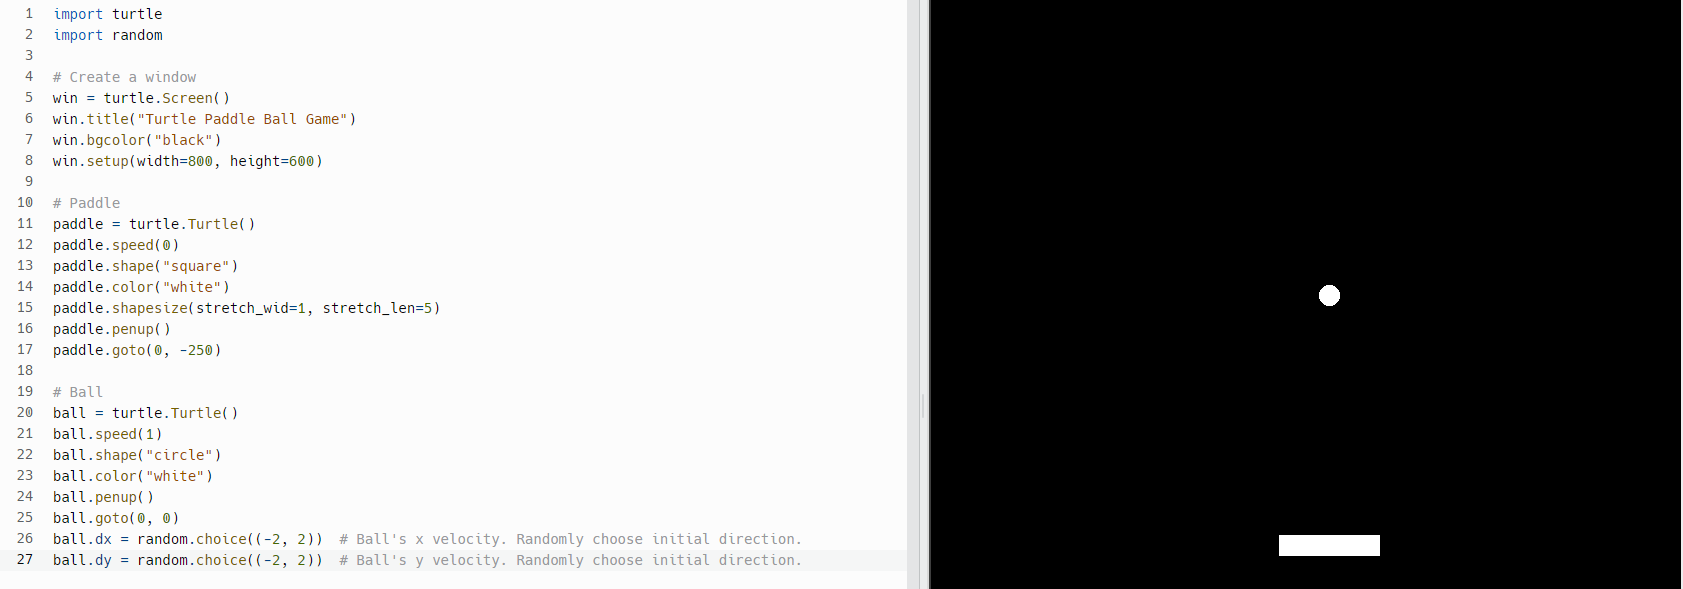 1 import turtle
2 import random
3
4 # Create a window
5 win = turtle.Screen()
6 win.title("Turtle Paddle Ball Game")
7 win.bgcolor("black")
8 win.setup(width=800, height=600)
9
10 # Paddle
11 paddle = turtle.Turtle()
12 paddle.speed(0)
13 paddle.shape("square")
14 paddle.color("white")
15 paddle.shapesize(stretch_wid=1, stretch_len=5)
16 paddle.penup()
17 paddle.goto(0, -250)
18
19 # Ball
20 ball = turtle.Turtle()
21 ball.speed(1)
22 ball.shape("circle")
23 ball.color("white")
24 ball.penup()
25 ball.goto(0, 0)
26 ball.dx = random.choice((-2, 2))  # Ball's x velocity. Randomly choose initial direction.
27 ball.dy = random.choice((-2, 2))  # Ball's y velocity. Randomly choose initial direction.